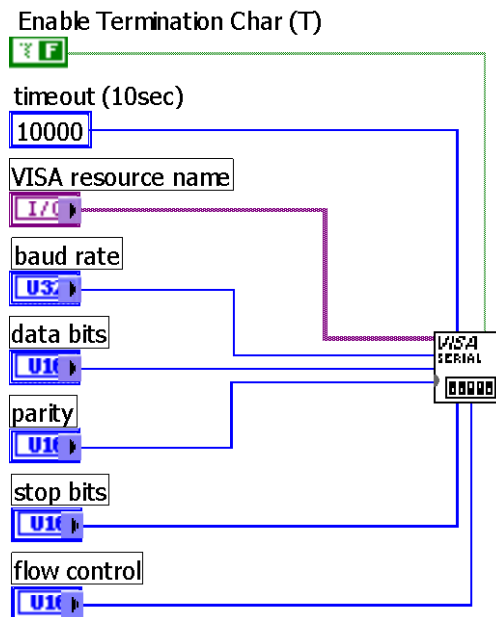 Enable Termination Char (T)
F
timeout (10sec)
10000
VISA resource name
I/O
baud rate
U32
data bits
U16
VISA
SERIAL
parity
U16
stop bits
U16
flow control
U16